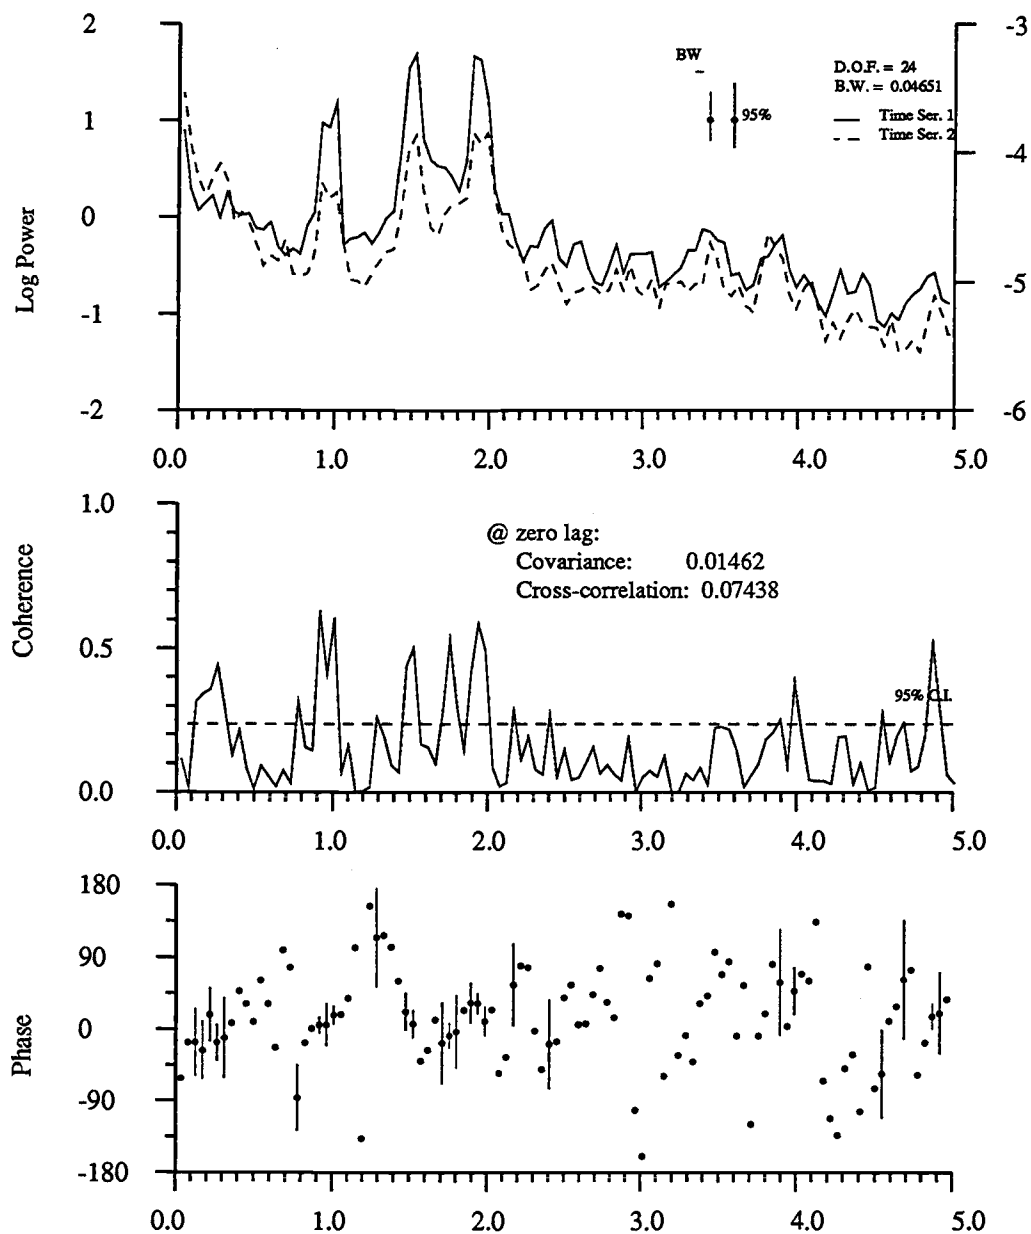 2
1
0
-1
-2
Log Power
-3
-4
-5
-6
BW
95%
D.O.F. = 24
B.W. = 0.04651
Time Ser. 1
Time Ser. 2
0.0 1.0 2.0 3.0 4.0 5.0
1.0
0.5
0.0
Coherence
@ zero lag:
Covariance: 0.01462
Cross-correlation: 0.07438
95% C.I.
0.0 1.0 2.0 3.0 4.0 5.0
180
90
0
-90
-180
Phase
0.0 1.0 2.0 3.0 4.0 5.0